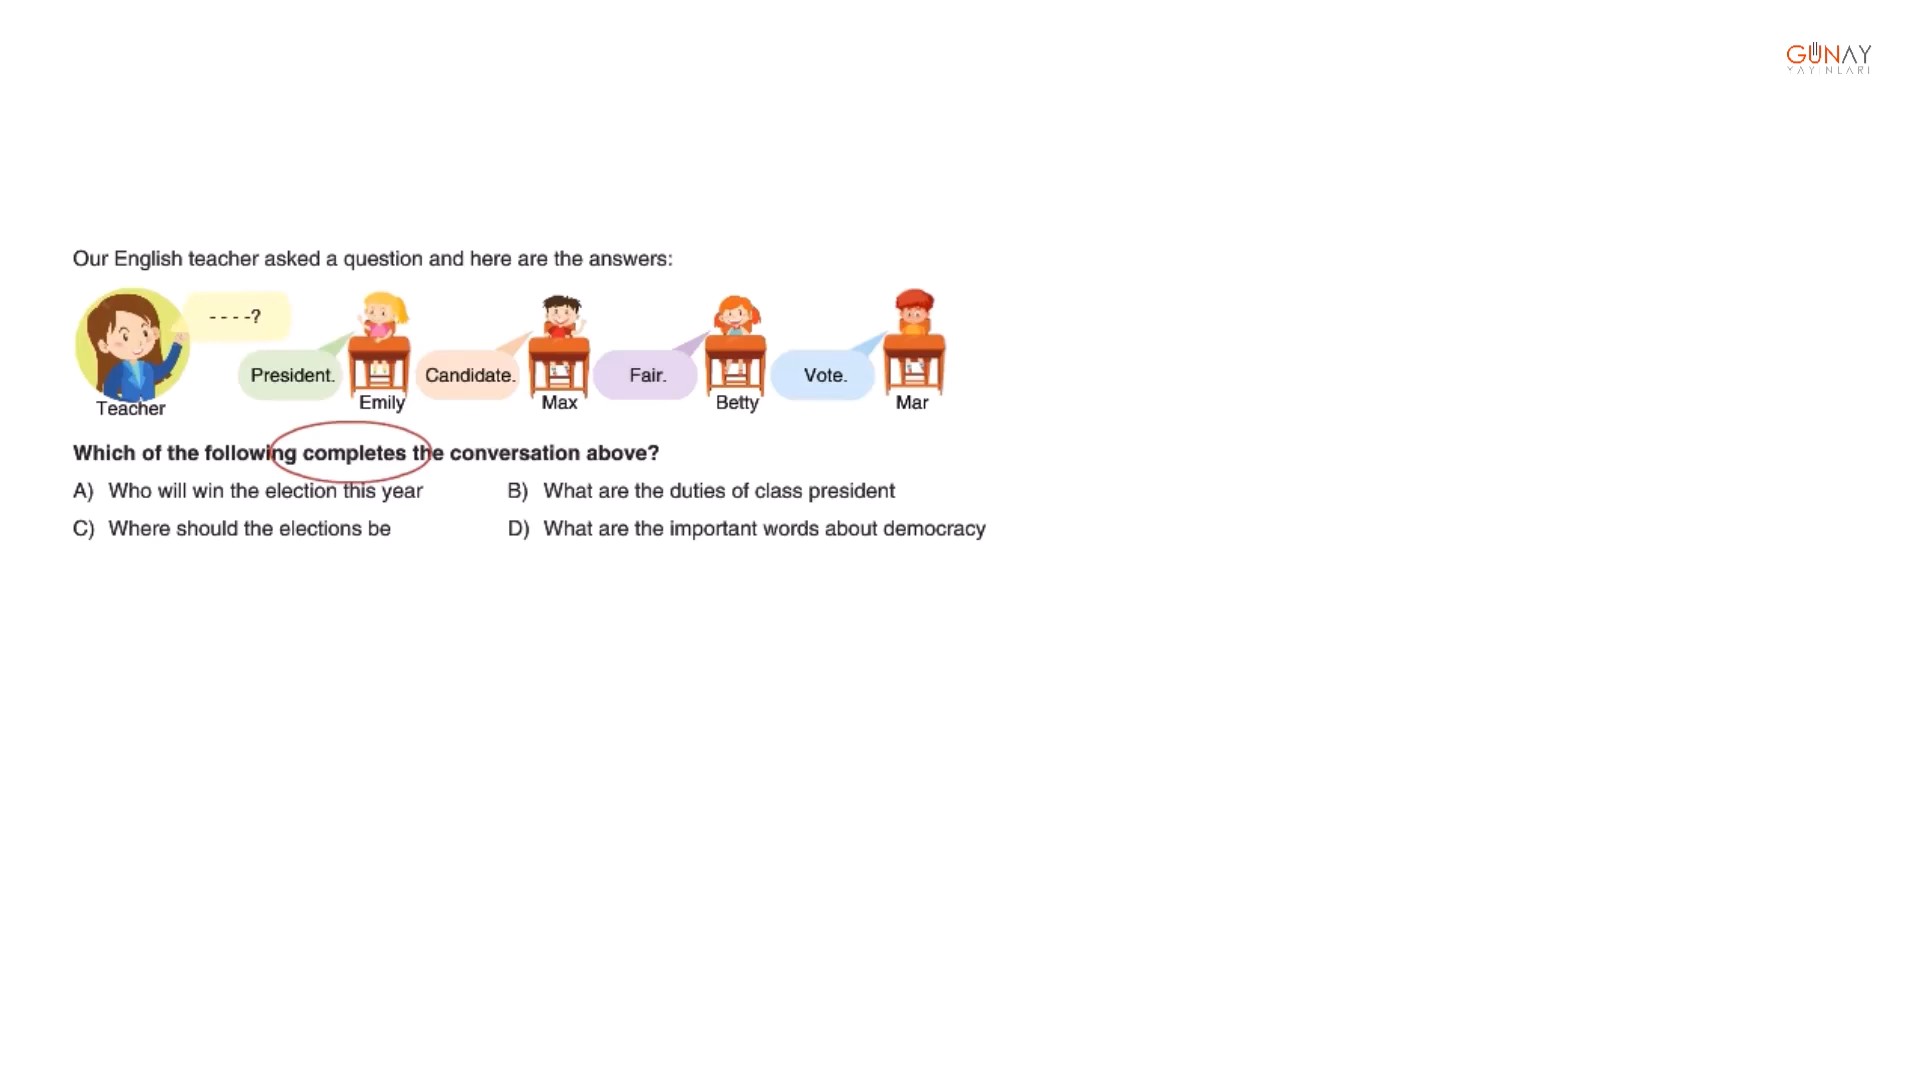 GÜNAY
YAYINLARI
Our English teacher asked a question and here are the answers:
- - - -?
President.
Candidate.
Fair.
Vote.
Teacher
Emily
Max
Betty
Mar
Which of the following completes the conversation above?
A) Who will win the election this year
B) What are the duties of class president
C) Where should the elections be
D) What are the important words about democracy